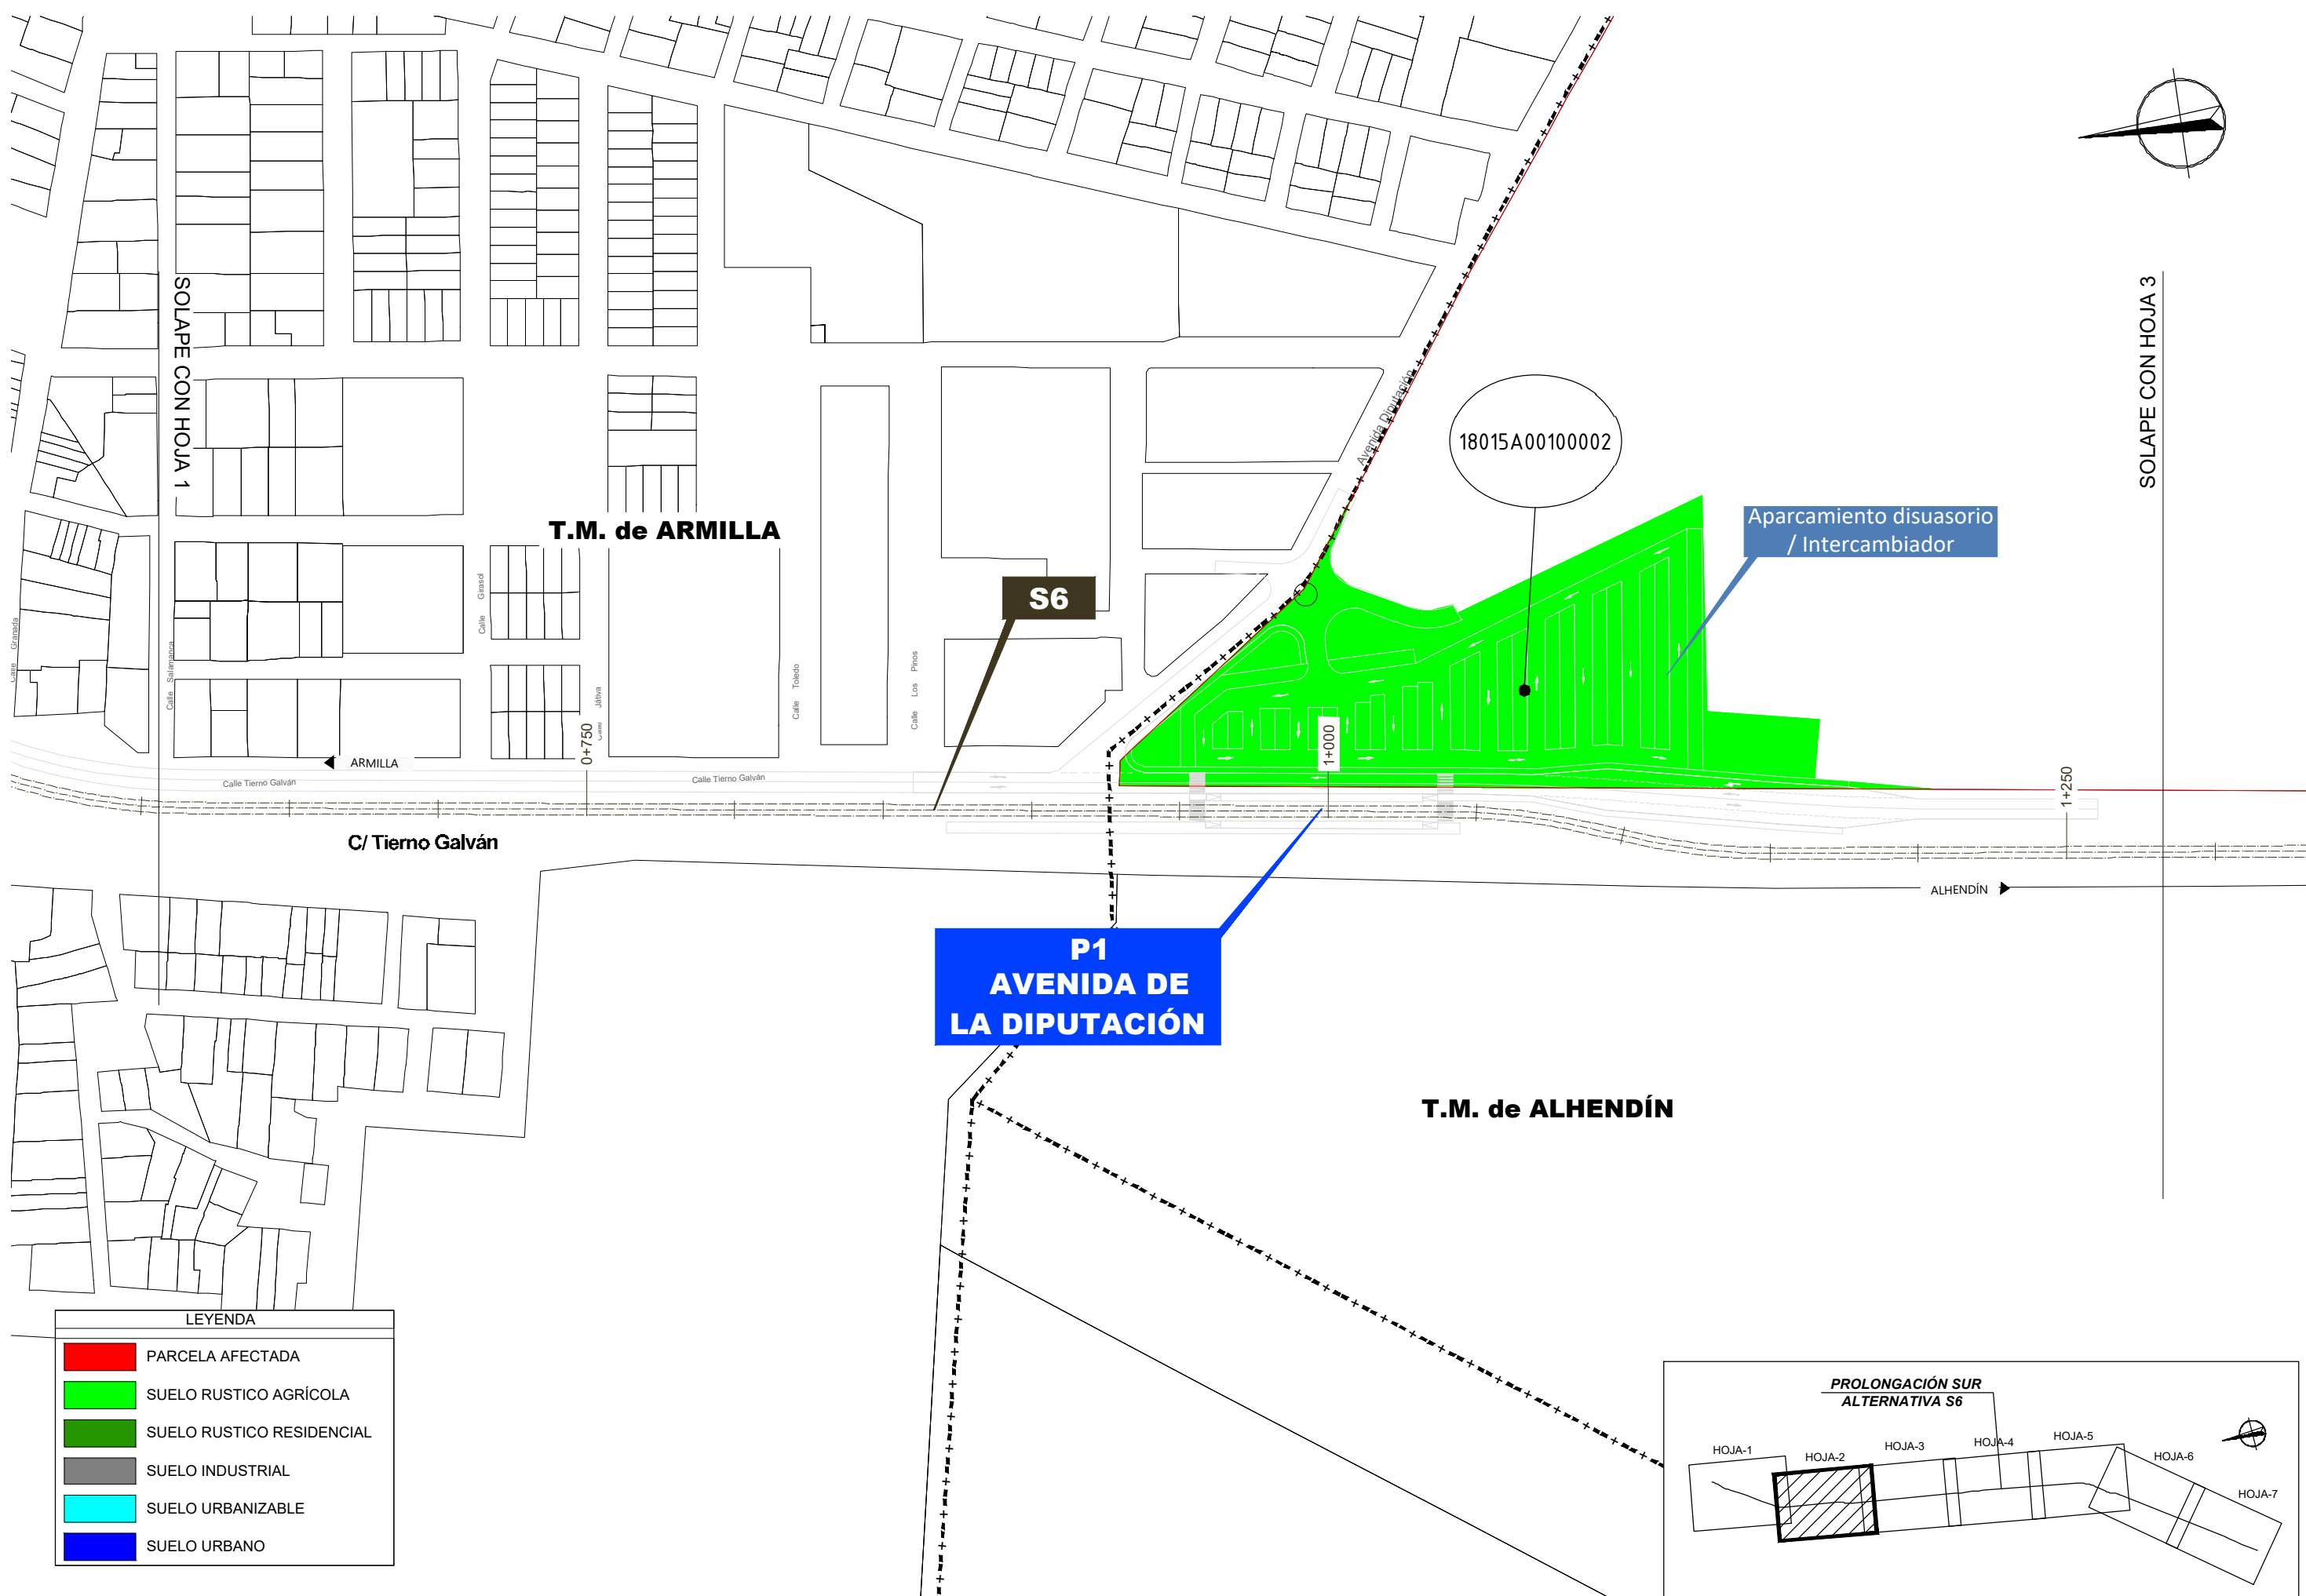 SOLAPE CON HOJA 1
SOLAPE CON HOJA 3
Avenida Diputación
18015A00100002
Aparcamiento disuasorio
/ Intercambiador
T.M. de ARMILLA
S6
Calle Granada
Calle Salamanca
Calle Girasol
Calle Játiva
Calle Toledo
Calle Los Pinos
0+750
1+000
1+250
ARMILLA
Calle Tierno Galván
Calle Tierno Galván
C/ Tierno Galván
ALHENDÍN
P1
AVENIDA DE
LA DIPUTACIÓN
T.M. de ALHENDÍN
LEYENDA
PARCELA AFECTADA
SUELO RUSTICO AGRÍCOLA
SUELO RUSTICO RESIDENCIAL
SUELO INDUSTRIAL
SUELO URBANIZABLE
SUELO URBANO
PROLONGACIÓN SUR
ALTERNATIVA S6
HOJA-1
HOJA-2
HOJA-3
HOJA-4
HOJA-5
HOJA-6
HOJA-7